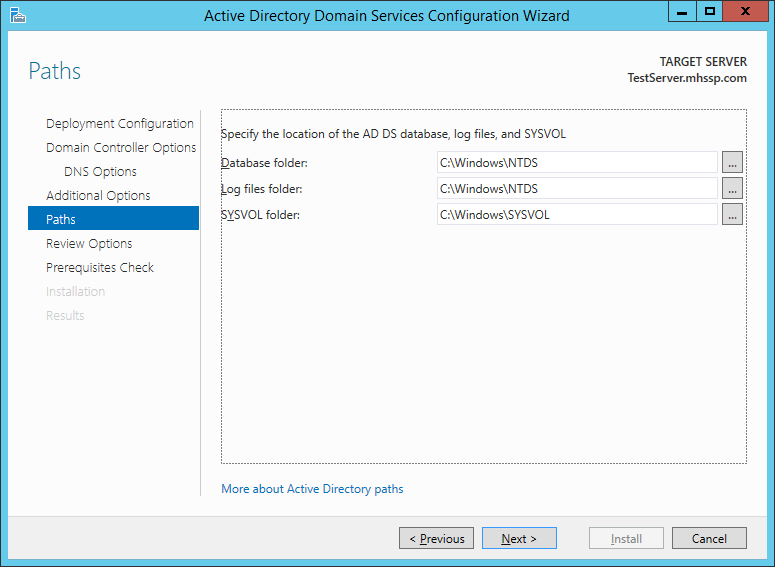 Active Directory Domain Services Configuration Wizard
Paths
TARGET SERVER
TestServer.mhssp.com
Deployment Configuration
Domain Controller Options
DNS Options
Additional Options
Paths
Review Options
Prerequisites Check
Installation
Results
Specify the location of the AD DS database, log files, and SYSVOL
Database folder: C:\Windows\NTDS ...
Log files folder: C:\Windows\NTDS ...
SYSVOL folder: C:\Windows\SYSVOL ...
More about Active Directory paths
< Previous Next > Install Cancel